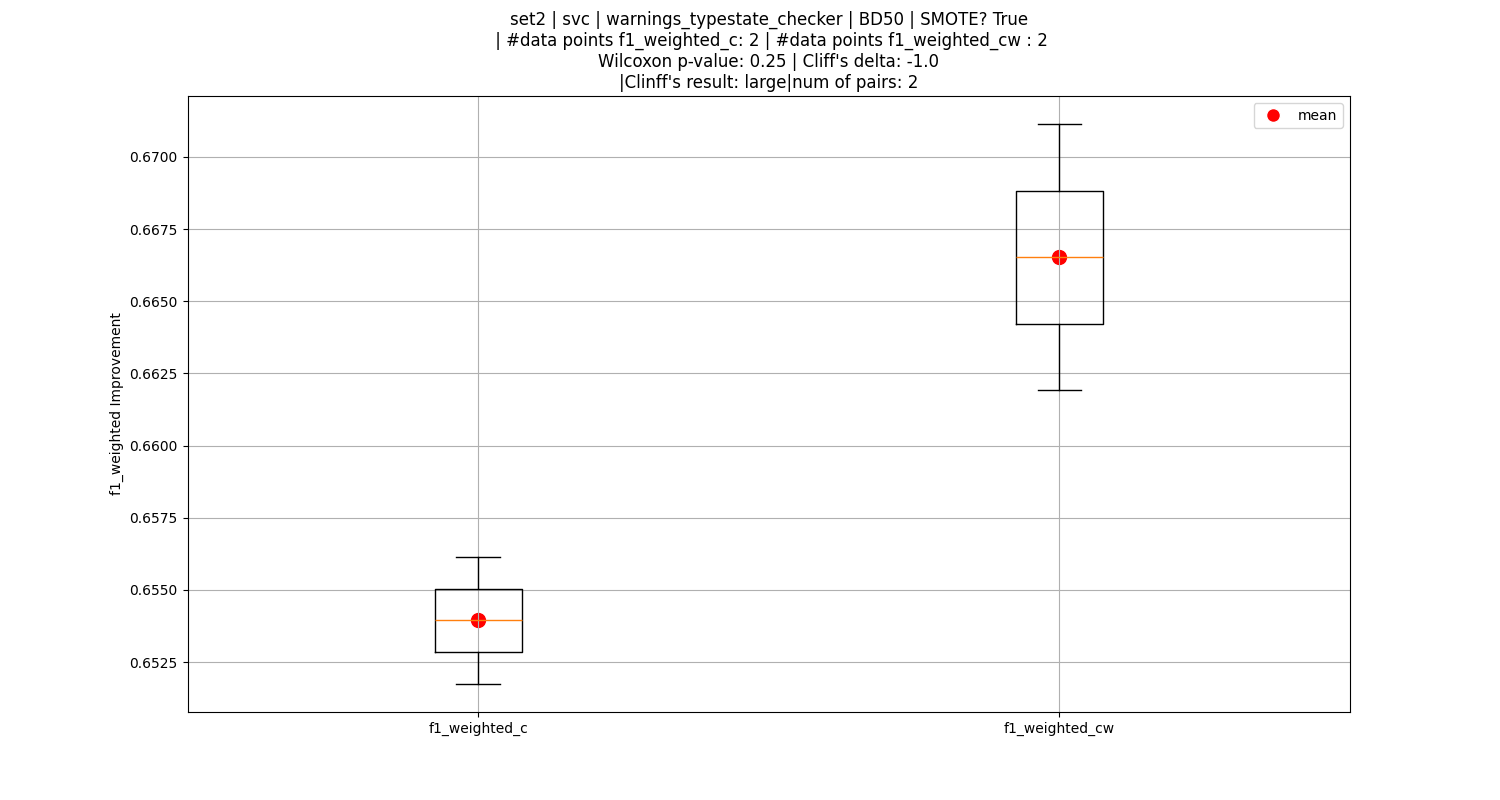 set2 | svc | warnings_typestate_checker | BD50 | SMOTE? True
| #data points f1_weighted_c: 2 | #data points f1_weighted_cw : 2
Wilcoxon p-value: 0.25 | Cliff's delta: -1.0
|Clinff's result: large|num of pairs: 2
mean
0.6700
0.6675
0.6650
0.6625
0.6600
0.6575
0.6550
0.6525
f1_weighted Improvement
f1_weighted_c
f1_weighted_cw